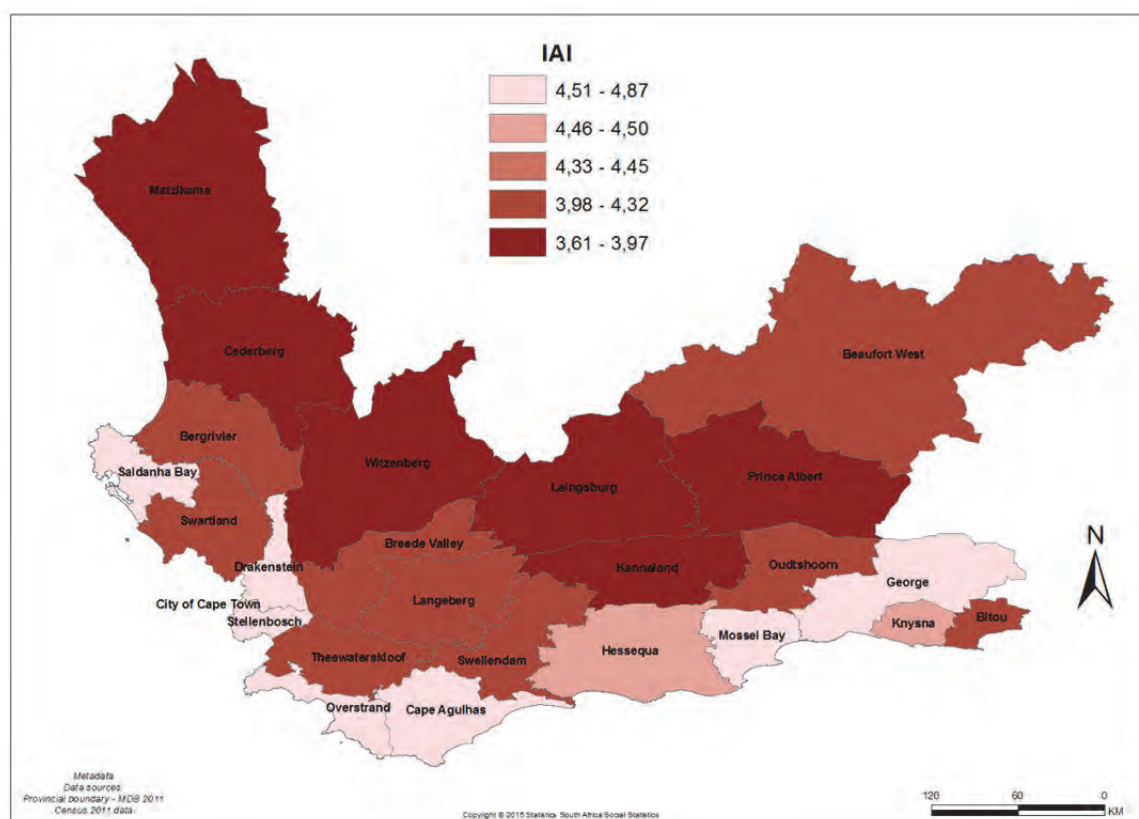 IAI
4,51 - 4,87
4,46 - 4,50
4,33 - 4,45
3,98 - 4,32
3,61 - 3,97
Matzikama
Cederberg
Beaufort West
Bergrivier
Saldanha Bay
Witzenberg
Laingsburg
Prince Albert
Swartland
Breede Valley
Drakenstein
Kannaland
Oudtshoorn
George
City of Cape Town
Stellenbosch
Langeberg
Knysna
Bitou
Mossel Bay
Hessequa
Theewaterskloof
Swellendam
Overstrand
Cape Agulhas
N
Metadata
Data sources
Provincial boundary - MDB 2011
Census 2011 data
Copyright © 2015 Statistics South Africa/Social Statistics
120 60 0
KM